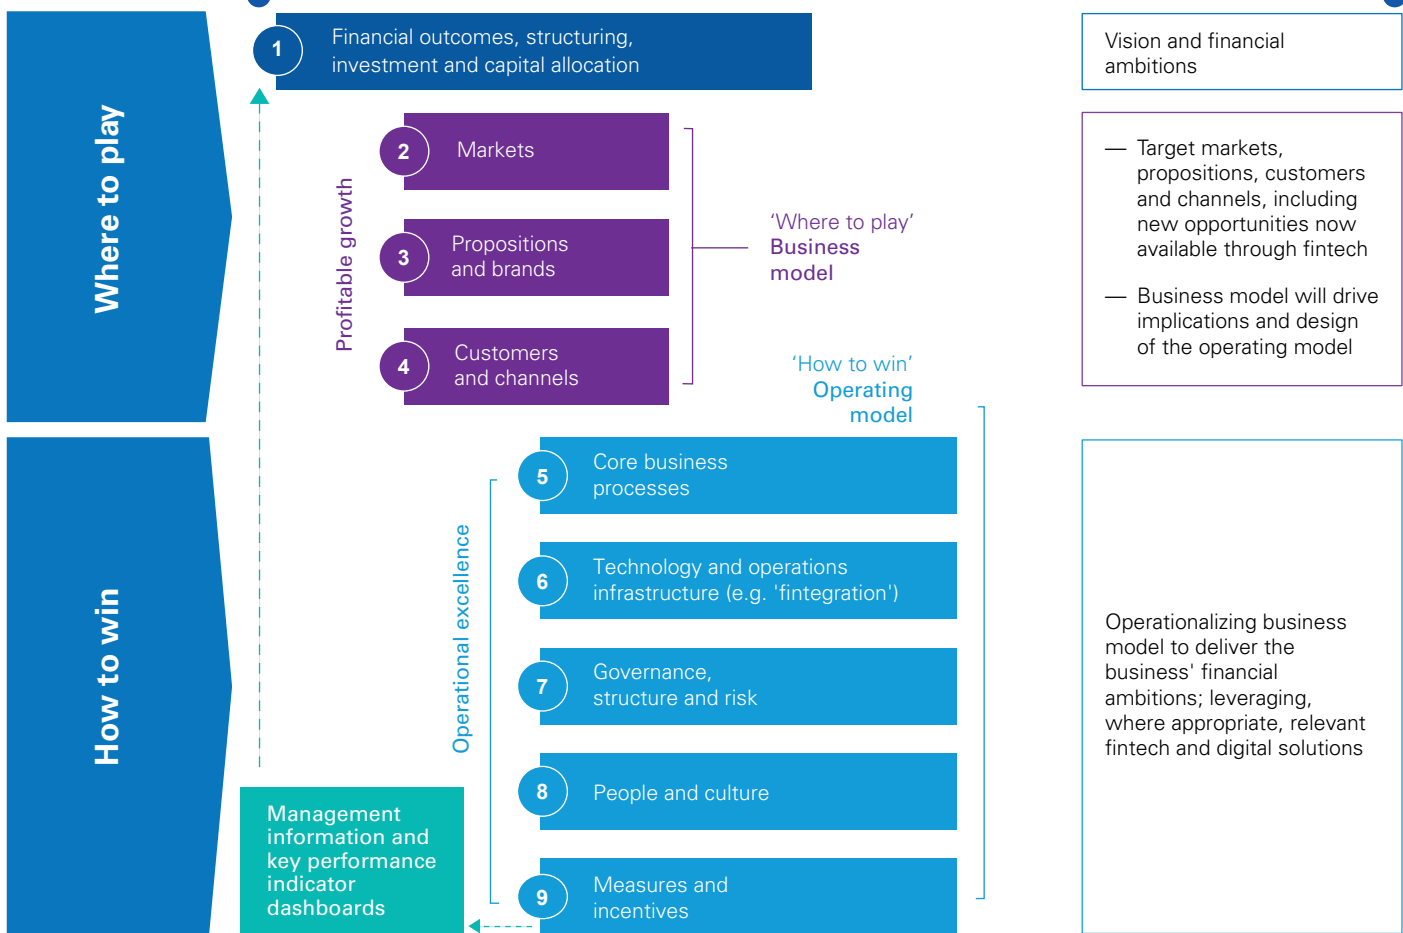 Where to play
1
Financial outcomes, structuring,
investment and capital allocation
Vision and financial
ambitions
Profitable growth
2
Markets
3
Propositions
and brands
4
Customers
and channels
‘Where to play’
Business
model
— Target markets,
propositions, customers
and channels, including
new opportunities now
available through fintech
— Business model will drive
implications and design
of the operating model
How to win
‘How to win’
Operating
model
Operational excellence
5
Core business
processes
6
Technology and operations
infrastructure (e.g. 'fintegration')
7
Governance,
structure and risk
8
People and culture
9
Measures and
incentives
Management
information and
key performance
indicator
dashboards
Operationalizing business
model to deliver the
business' financial
ambitions; leveraging,
where appropriate, relevant
fintech and digital solutions